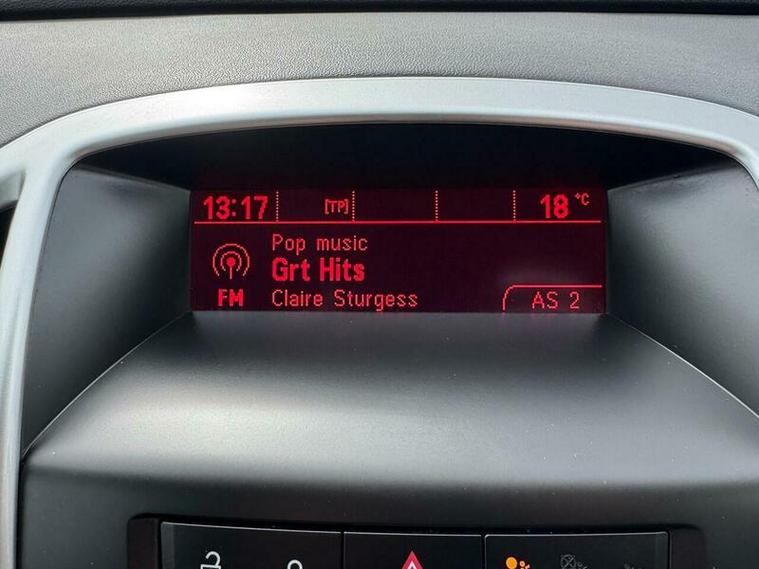 13:17 [TP] 18 °C
Pop music
Grt Hits
FM Claire Sturgess AS 2